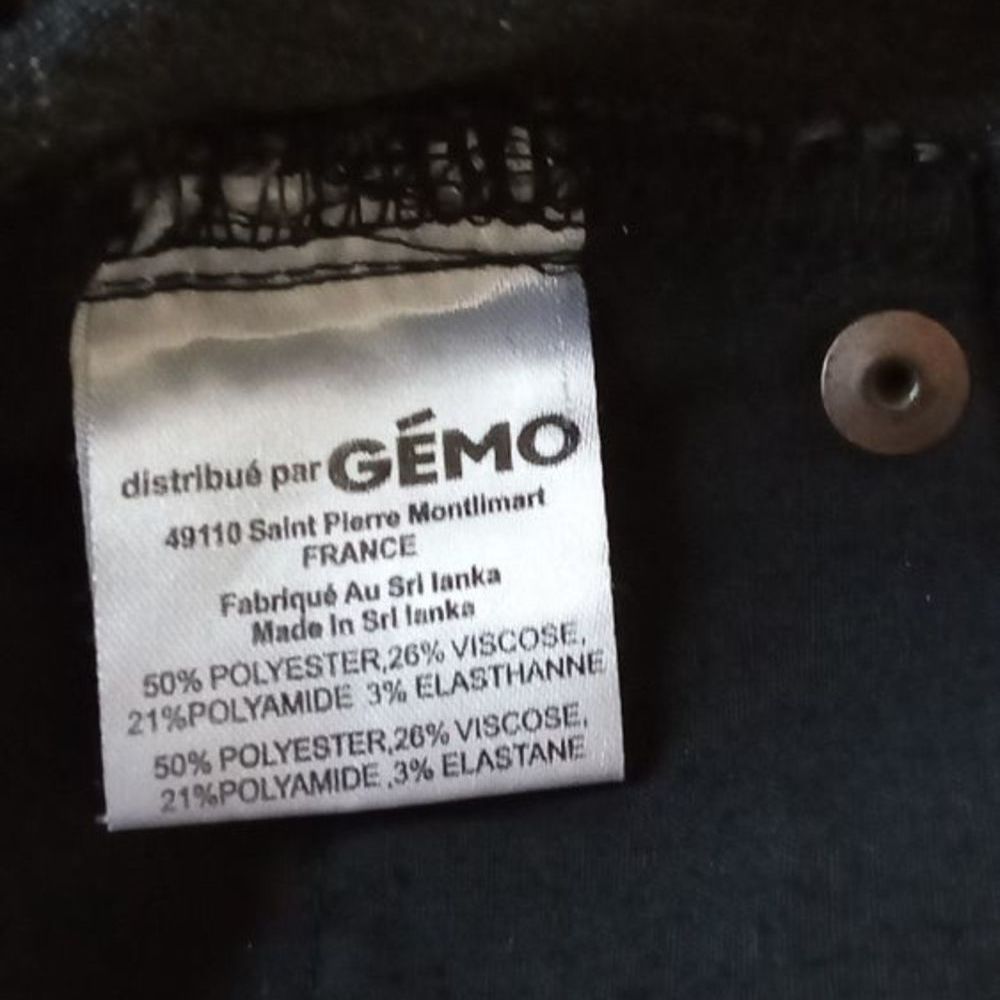 distribué par GÉMO
49110 Saint Pierre Montlimart
FRANCE
Fabriqué Au Sri lanka
Made In Sri lanka
50% POLYESTER,26% VISCOSE,
21%POLYAMIDE 3% ELASTHANNE
50% POLYESTER,26% VISCOSE,
21%POLYAMIDE ,3% ELASTANE